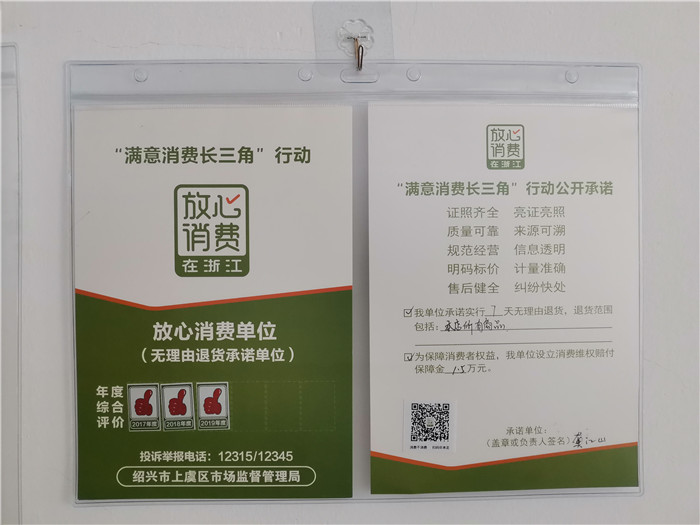 “满意消费长三角”行动
放心
消费
在浙江
放心消费单位
（无理由退货承诺单位）
年度
综合
评价
2017年度 2018年度 2019年度
投诉举报电话：12315/12345
绍兴市上虞区市场监督管理局
放心
消费
在浙江
“满意消费长三角”行动公开承诺
证照齐全 亮证亮照
质量可靠 来源可溯
规范经营 信息透明
明码标价 计量准确
售后健全 纠纷快处
我单位承诺实行 7 天无理由退货，退货范围
包括：本店所有商品
为保障消费者权益，我单位设立消费维权赔付
保障金 1.5 万元。
承诺单位：
（盖章或负责人签名）